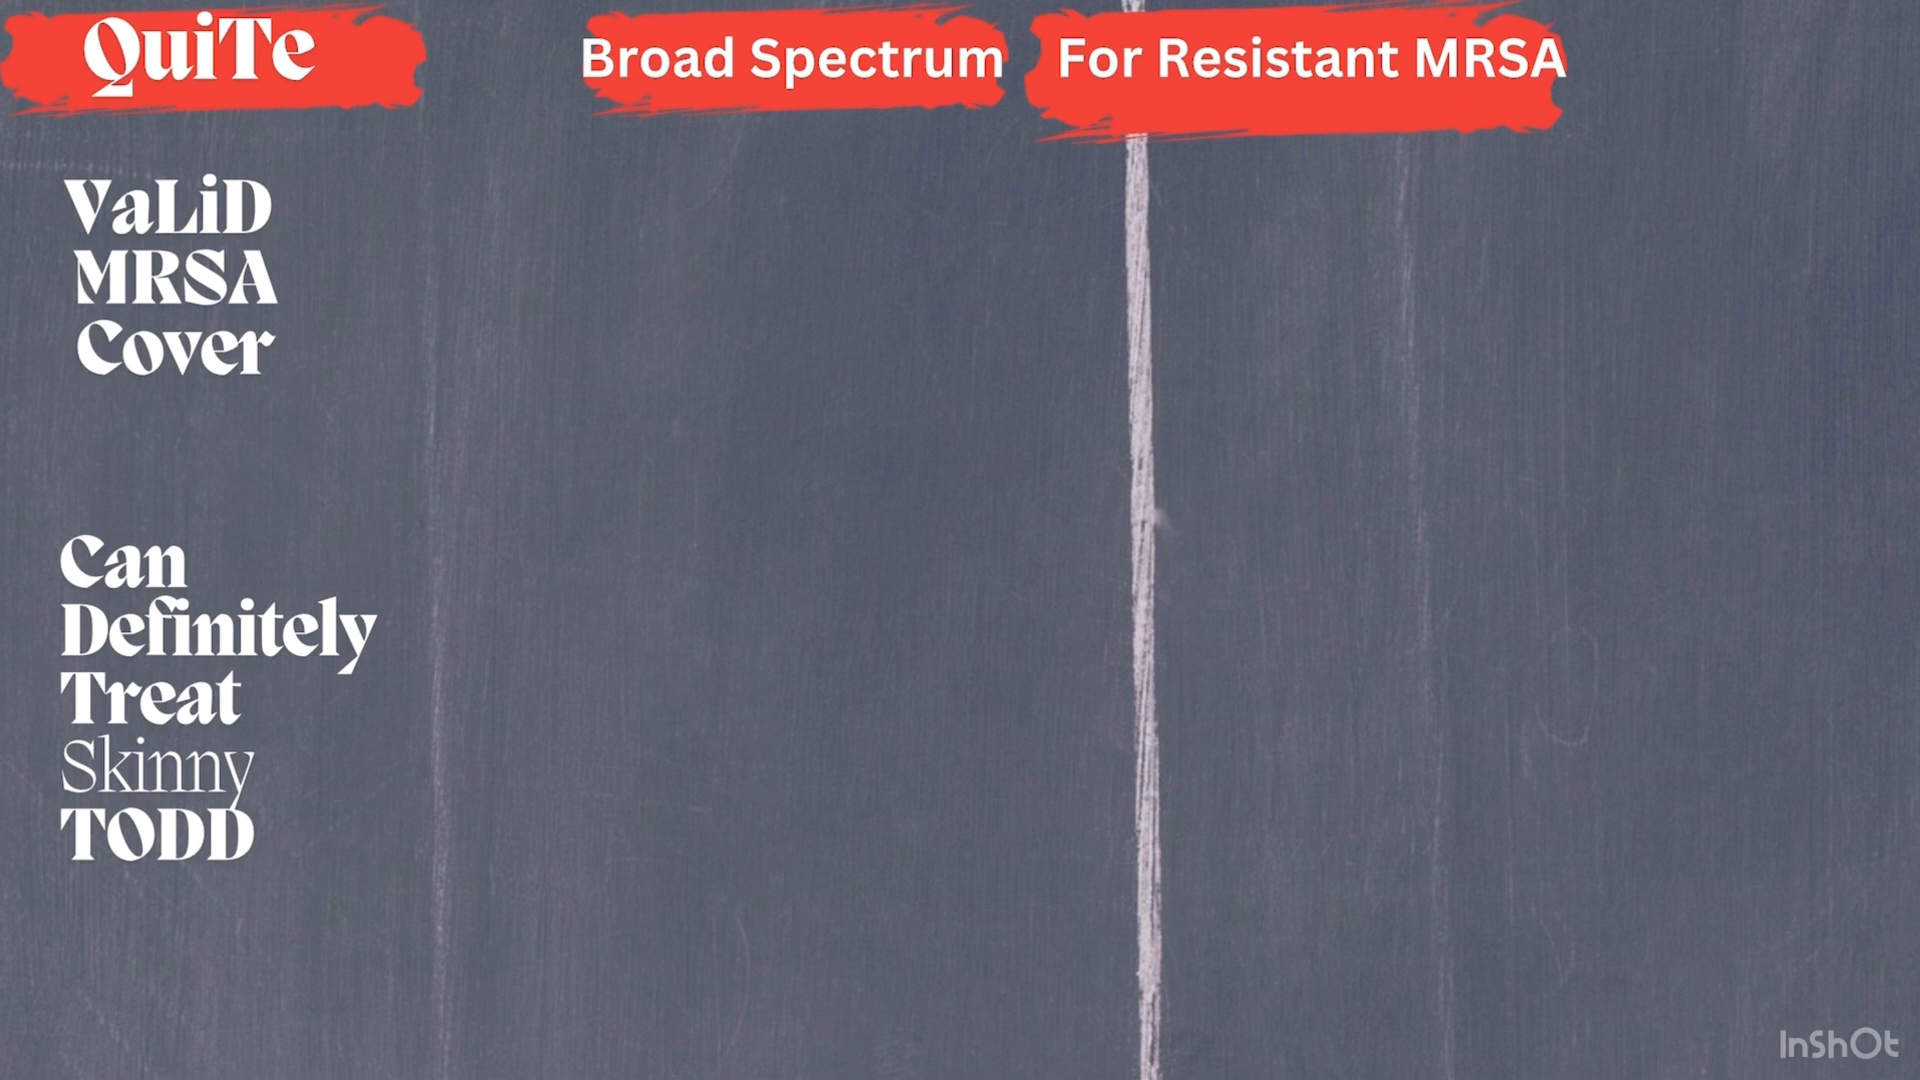 QuiTe
Broad Spectrum
For Resistant MRSA
VaLiD
MRSA
Cover
Can
Definitely
Treat
Skinny
TODD
InShOt